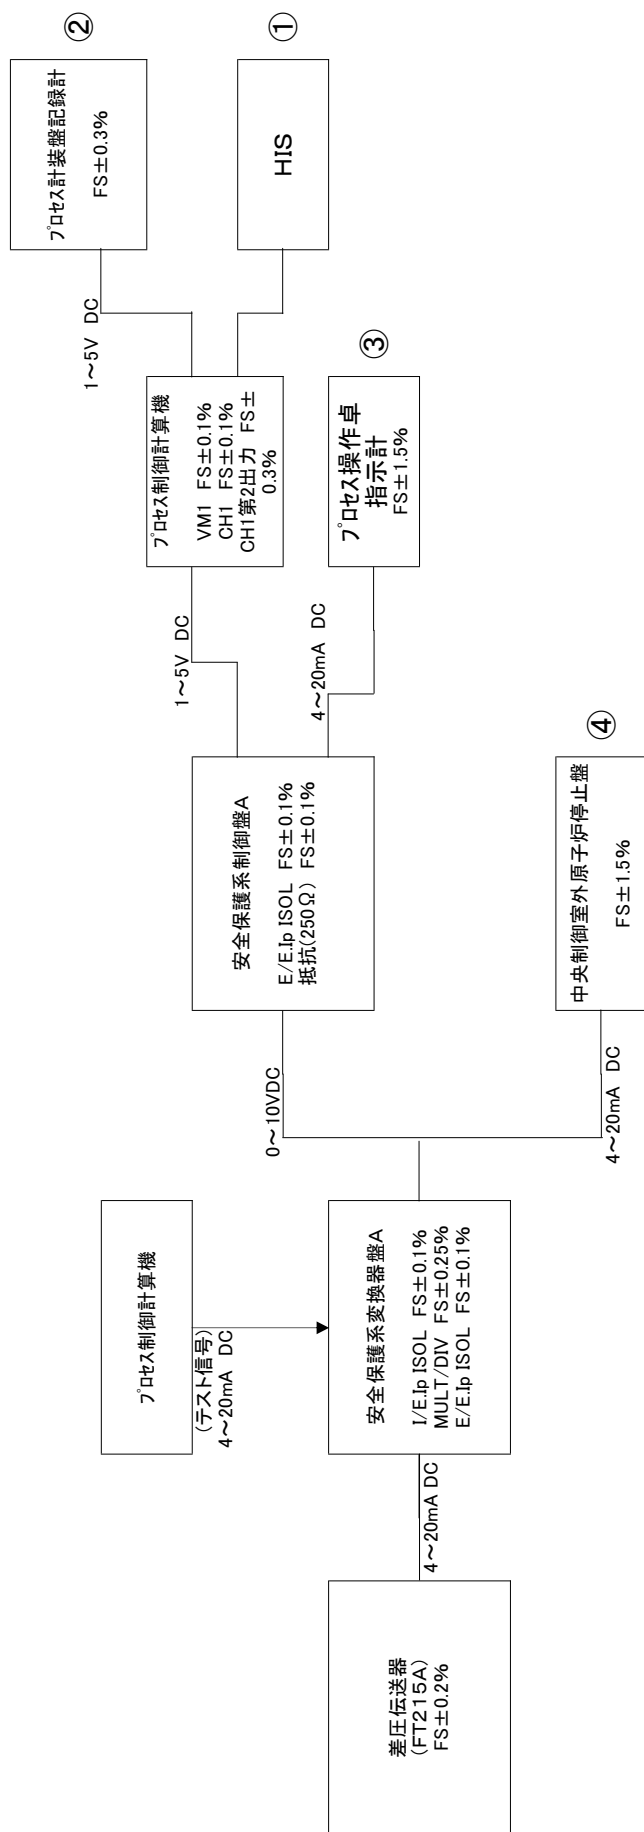 差圧伝送器
(FT215A)
FS±0.2%
4～20mA DC
プロセス制御計算機
(テスト信号)
4～20mA DC
安全保護系変換器盤A
I/E.Ip ISOL FS±0.1%
MULT/DIV FS±0.25%
E/E.Ip ISOL FS±0.1%
0～10VDC
4～20mA DC
安全保護系制御盤A
E/E.Ip ISOL FS±0.1%
抵抗(250Ω) FS±0.1%
中央制御室外原子炉停止盤
FS±1.5%
④
1～5V DC
4～20mA DC
プロセス制御計算機
VM1 FS±0.1%
CH1 FS±0.1%
CH1第2出力 FS±
0.3%
プロセス操作卓
指示計
FS±1.5%
③
1～5V DC
プロセス計装盤記録計
FS±0.3%
②
HIS
①